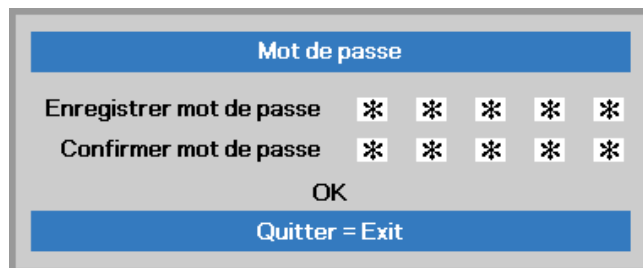 Mot de passe
Enregistrer mot de passe * * * * *
Confirmer mot de passe * * * * *
OK
Quitter = Exit